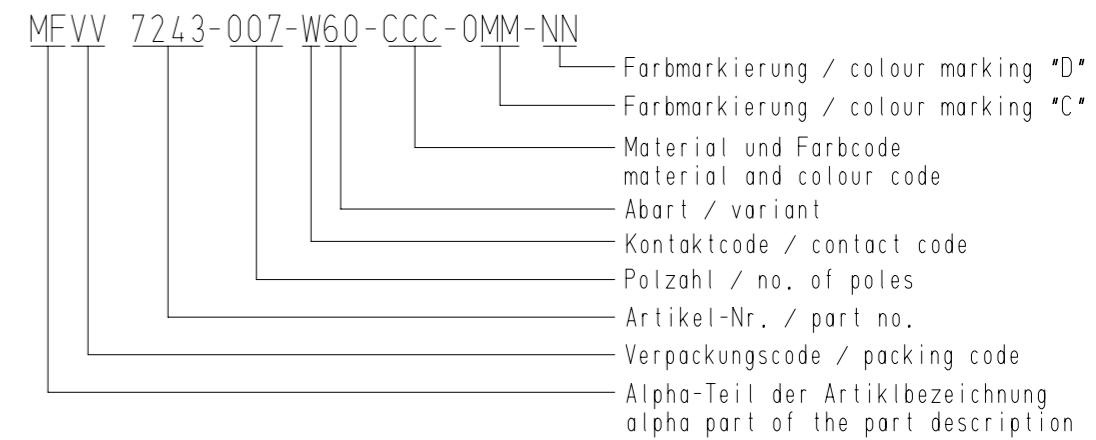 MFVV 7243-007-W60-CCC-0MM-NN
Farbmarkierung / colour marking "D"
Farbmarkierung / colour marking "C"
Material und Farbcode
material and colour code
Abart / variant
Kontaktcode / contact code
Polzahl / no. of poles
Artikel-Nr. / part no.
Verpackungscode / packing code
Alpha-Teil der Artiklbezeichnung
alpha part of the part description